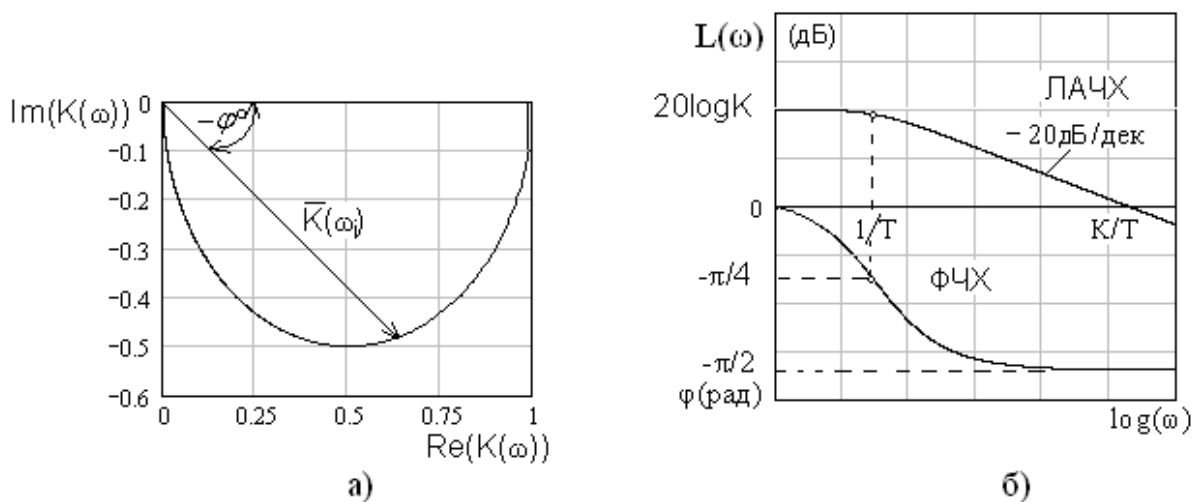 Im(K(ω))
0
−0.1
−0.2
−0.3
−0.4
−0.5
−0.6
−φ°
K̅(ωᵢ)
0 0.25 0.5 0.75 1
Re(K(ω))
а)
L(ω) (дБ)
20logK
ЛАЧХ
−20дБ/дек
0
1/Т К/Т
-π/4
ФЧХ
-π/2
φ(рад)
log(ω)
б)